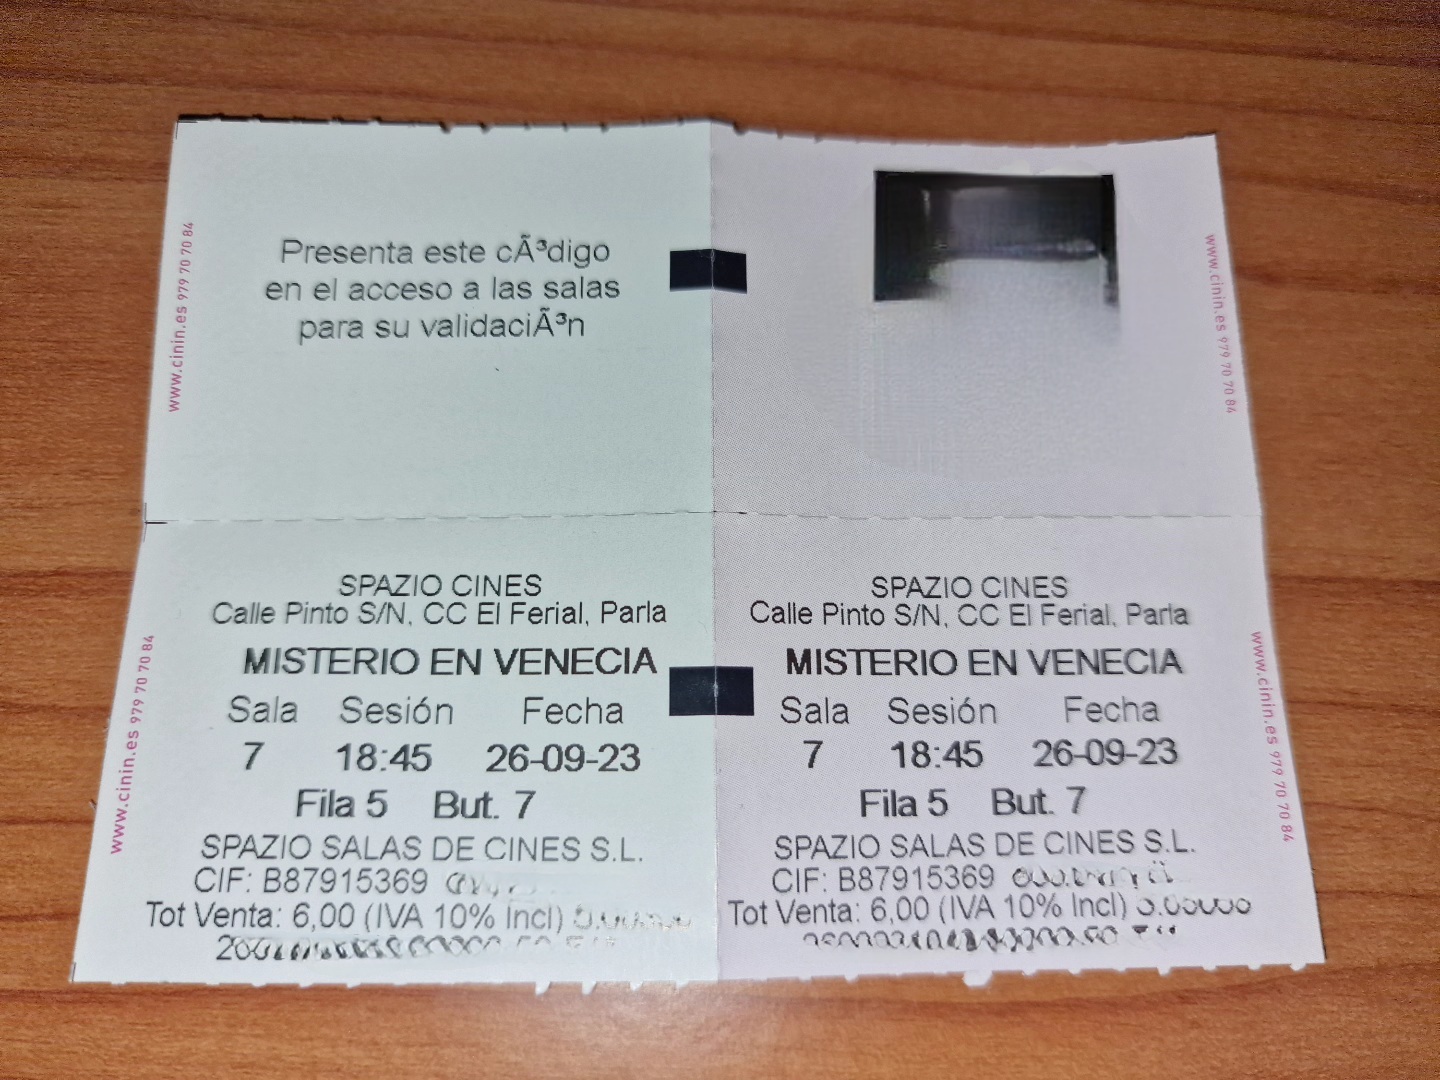 Presenta este cÃ³digo
en el acceso a las salas
para su validaciÃ³n
www.cinin.es 979 70 70 84
www.cinin.es 979 70 70 84
SPAZIO CINES
Calle Pinto S/N, CC El Ferial, Parla
MISTERIO EN VENECIA
Sala Sesión Fecha
7 18:45 26-09-23
Fila 5 But. 7
SPAZIO SALAS DE CINES S.L.
CIF: B87915369
Tot Venta: 6,00 (IVA 10% Incl)
www.cinin.es 979 70 70 84
SPAZIO CINES
Calle Pinto S/N, CC El Ferial, Parla
MISTERIO EN VENECIA
Sala Sesión Fecha
7 18:45 26-09-23
Fila 5 But. 7
SPAZIO SALAS DE CINES S.L.
CIF: B87915369
Tot Venta: 6,00 (IVA 10% Incl)
www.cinin.es 979 70 70 84